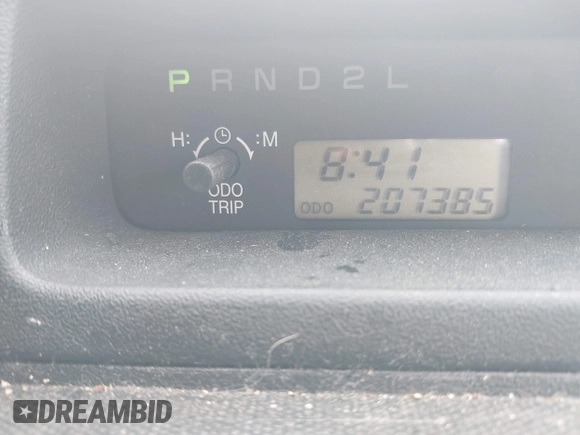 P R N D 2 L
H: :M
8:41
ODO
TRIP
ODO 207385
DREAMBID